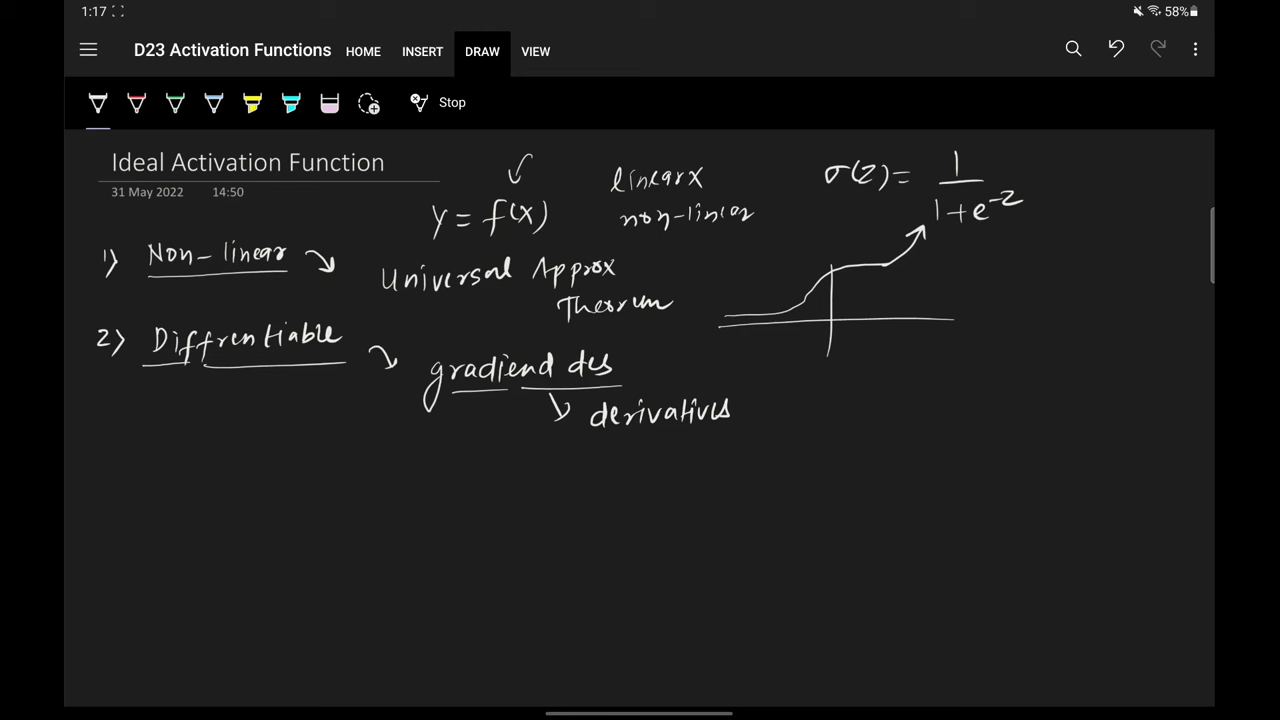 1:17 58%
D23 Activation Functions HOME INSERT DRAW VIEW
Stop
Ideal Activation Function
31 May 2022 14:50
y = f(x)
linear x
non-linear
σ(z) = 1 / 1+e^-z
1) Non-linear
Universal Approx
Theorem
2) Diffrentiable
gradiend des
derivatives